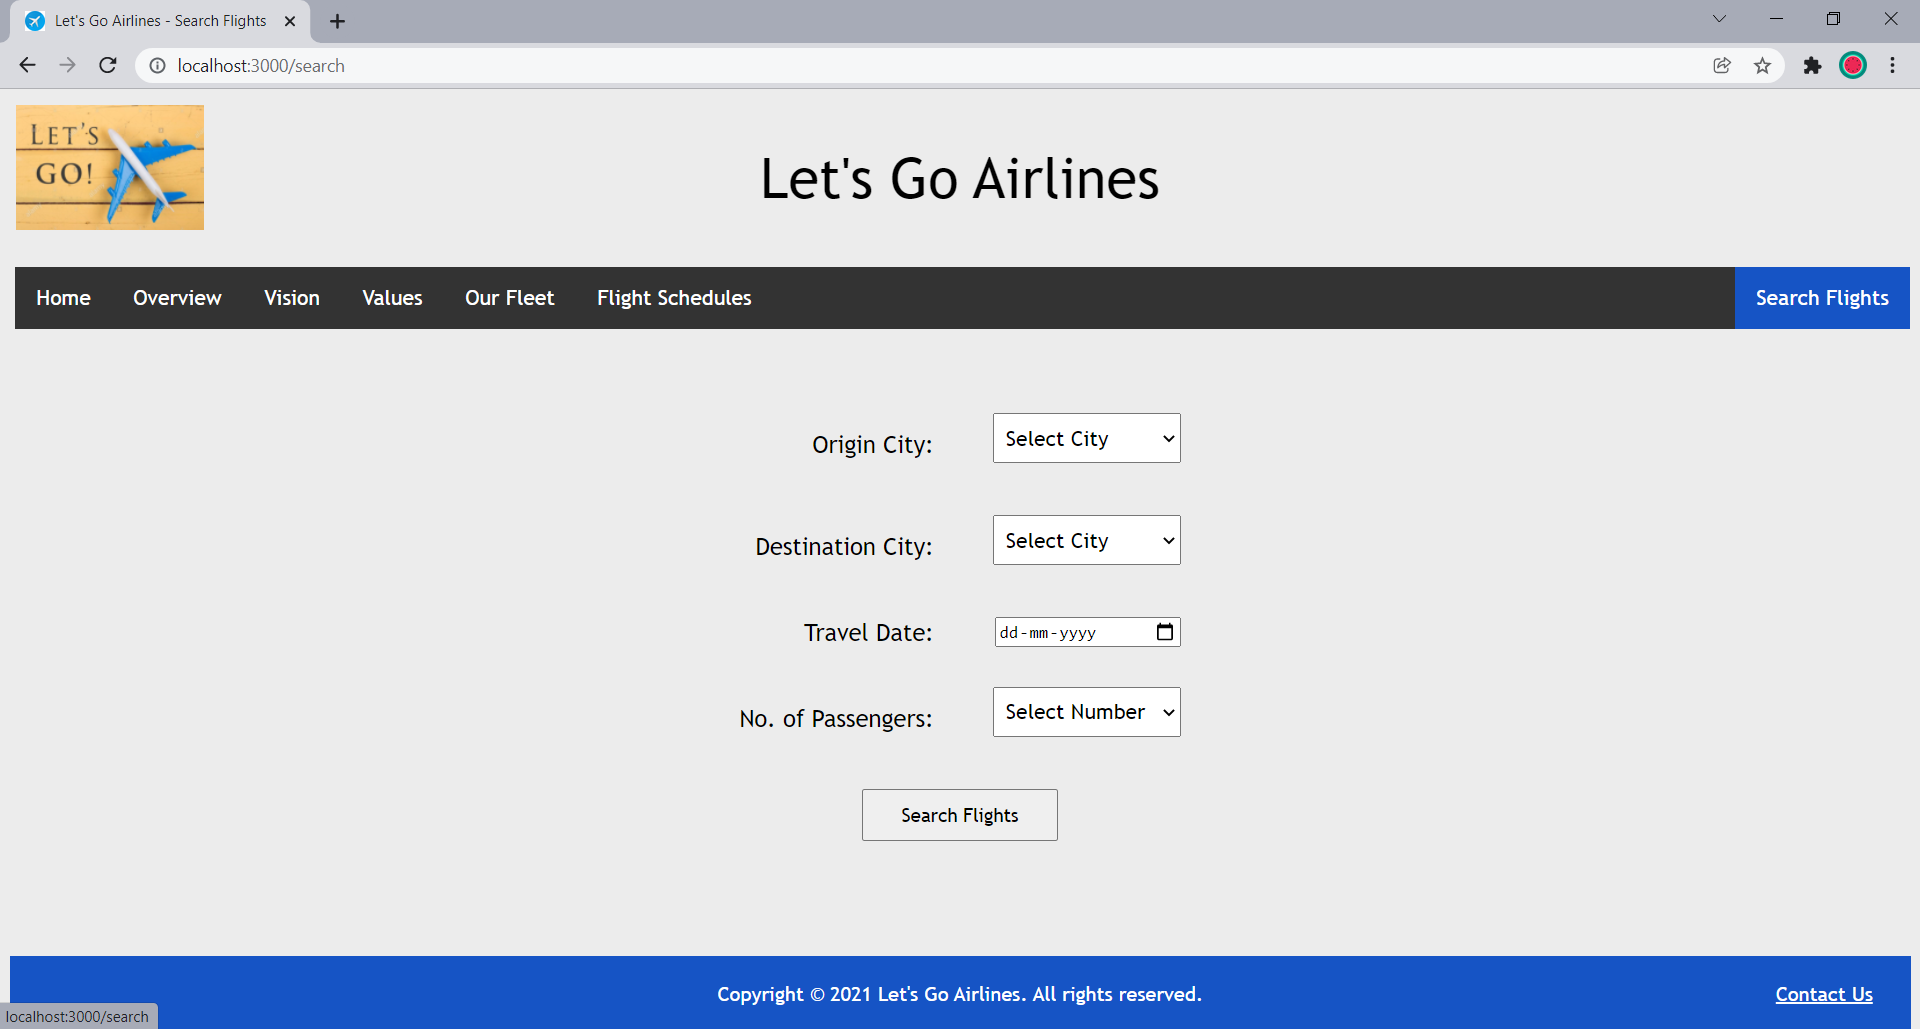 Let's Go Airlines - Search Flights
localhost:3000/search
LET'S
GO!
Let's Go Airlines
Home Overview Vision Values Our Fleet Flight Schedules Search Flights
Origin City: Select City
Destination City: Select City
Travel Date: dd-mm-yyyy
No. of Passengers: Select Number
Search Flights
Copyright © 2021 Let's Go Airlines. All rights reserved. Contact Us
localhost:3000/search